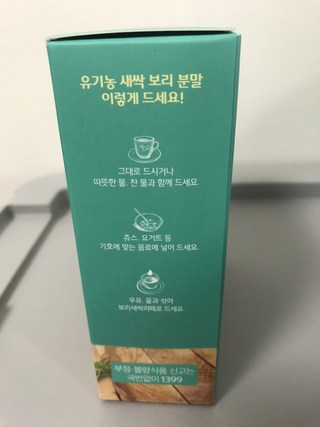 유기농 새싹 보리 분말
이렇게 드세요!
그대로 드시거나
따뜻한 물, 찬 물과 함께 드세요.
쥬스, 요거트 등
기호에 맞는 음료에 넣어 드세요.
우유, 꿀과 섞어
보리새싹라떼로 드세요.
부정·불량식품 신고는
국번없이 1399